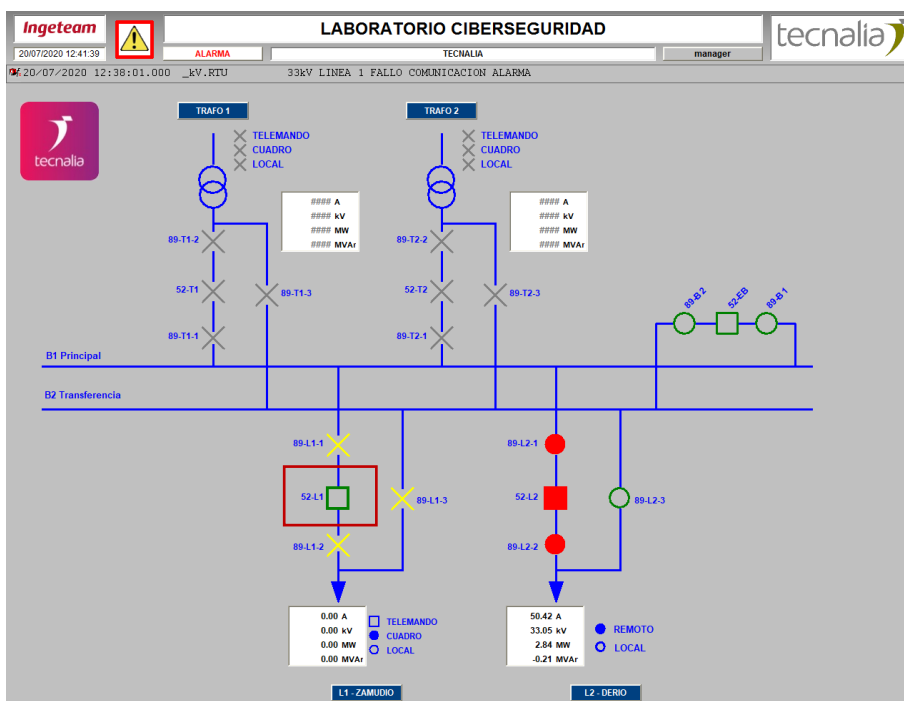 Ingeteam
LABORATORIO CIBERSEGURIDAD
tecnalia
20/07/2020 12:41:39
ALARMA
TECNALIA
manager
20/07/2020 12:38:01.000 _kV.RTU 33kV LINEA 1 FALLO COMUNICACION ALARMA
tecnalia
TRAFO 1
TELEMANDO
CUADRO
LOCAL
#### A
#### kV
#### MW
#### MVAr
89-T1-2
52-T1
89-T1-3
89-T1-1
TRAFO 2
TELEMANDO
CUADRO
LOCAL
#### A
#### kV
#### MW
#### MVAr
89-T2-2
52-T2
89-T2-3
89-T2-1
89-B2
52-EB
89-B1
B1 Principal
B2 Transferencia
89-L1-1
52-L1
89-L1-3
89-L1-2
89-L2-1
52-L2
89-L2-3
89-L2-2
0.00 A
0.00 kV
0.00 MW
0.00 MVAr
TELEMANDO
CUADRO
LOCAL
50.42 A
33.05 kV
2.84 MW
-0.21 MVAr
REMOTO
LOCAL
L1 - ZAMUDIO
L2 - DERIO